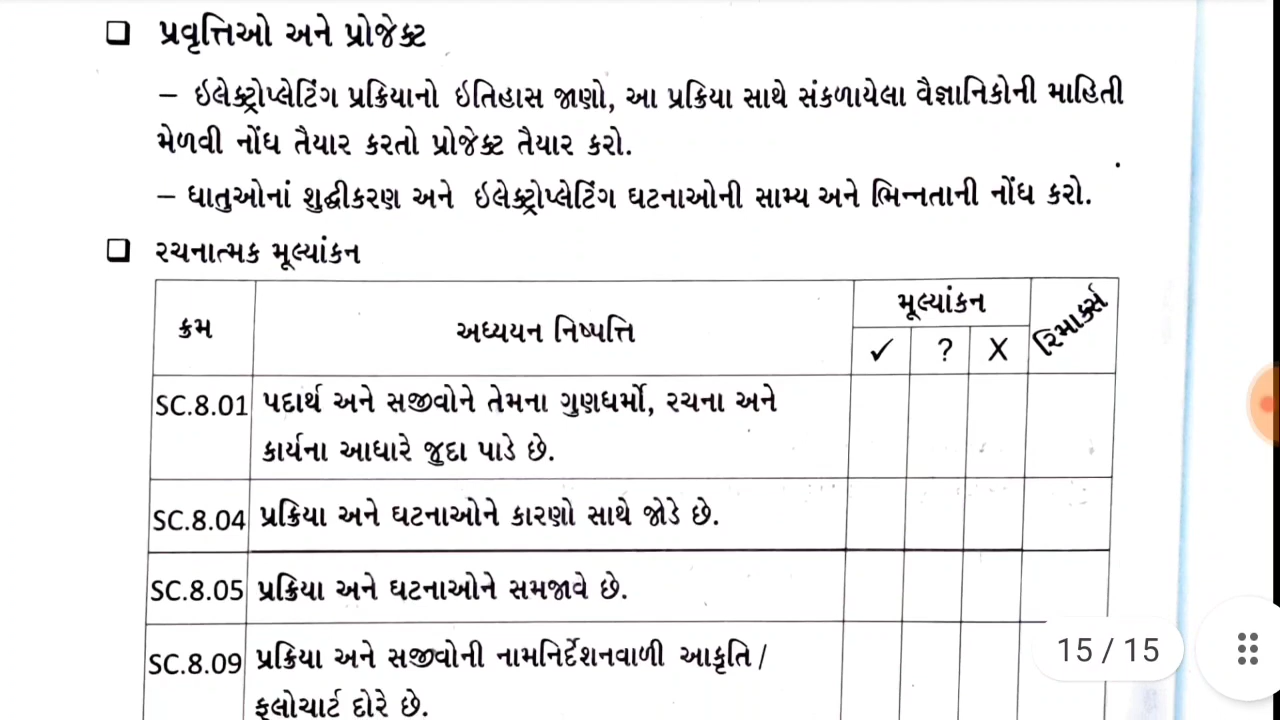 ❑ પ્રવૃત્તિઓ અને પ્રોજેક્ટ
– ઇલેક્ટ્રોપ્લેટિંગ પ્રક્રિયાનો ઇતિહાસ જાણો, આ પ્રક્રિયા સાથે સંકળાયેલા વૈજ્ઞાનિકોની માહિતી
મેળવી નોંધ તૈયાર કરતો પ્રોજેક્ટ તૈયાર કરો.
– ધાતુઓનાં શુદ્ધીકરણ અને ઇલેક્ટ્રોપ્લેટિંગ ઘટનાઓની સામ્ય અને ભિન્નતાની નોંધ કરો.
❑ રચનાત્મક મૂલ્યાંકન
ક્રમ અધ્યયન નિષ્પત્તિ મૂલ્યાંકન રિમાર્ક્સ
✓ ? X
SC.8.01 પદાર્થ અને સજીવોને તેમના ગુણધર્મો, રચના અને
કાર્યના આધારે જુદા પાડે છે.
SC.8.04 પ્રક્રિયા અને ઘટનાઓને કારણો સાથે જોડે છે.
SC.8.05 પ્રક્રિયા અને ઘટનાઓને સમજાવે છે.
SC.8.09 પ્રક્રિયા અને સજીવોની નામનિર્દેશનવાળી આકૃતિ /
ફલોચાર્ટ દોરે છે.
15 / 15